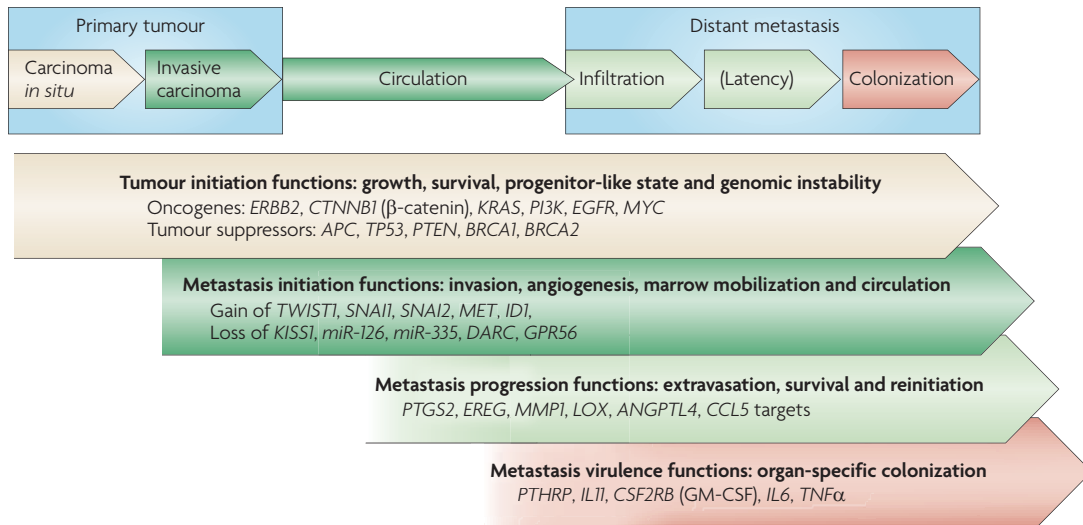 Primary tumour
Distant metastasis
Carcinoma
in situ
Invasive
carcinoma
Circulation
Infiltration
(Latency)
Colonization
Tumour initiation functions: growth, survival, progenitor-like state and genomic instability
Oncogenes: ERBB2, CTNNB1 (β-catenin), KRAS, PI3K, EGFR, MYC
Tumour suppressors: APC, TP53, PTEN, BRCA1, BRCA2
Metastasis initiation functions: invasion, angiogenesis, marrow mobilization and circulation
Gain of TWIST1, SNAI1, SNAI2, MET, ID1,
Loss of KISS1, miR-126, miR-335, DARC, GPR56
Metastasis progression functions: extravasation, survival and reinitiation
PTGS2, EREG, MMP1, LOX, ANGPTL4, CCL5 targets
Metastasis virulence functions: organ-specific colonization
PTHRP, IL11, CSF2RB (GM-CSF), IL6, TNFα